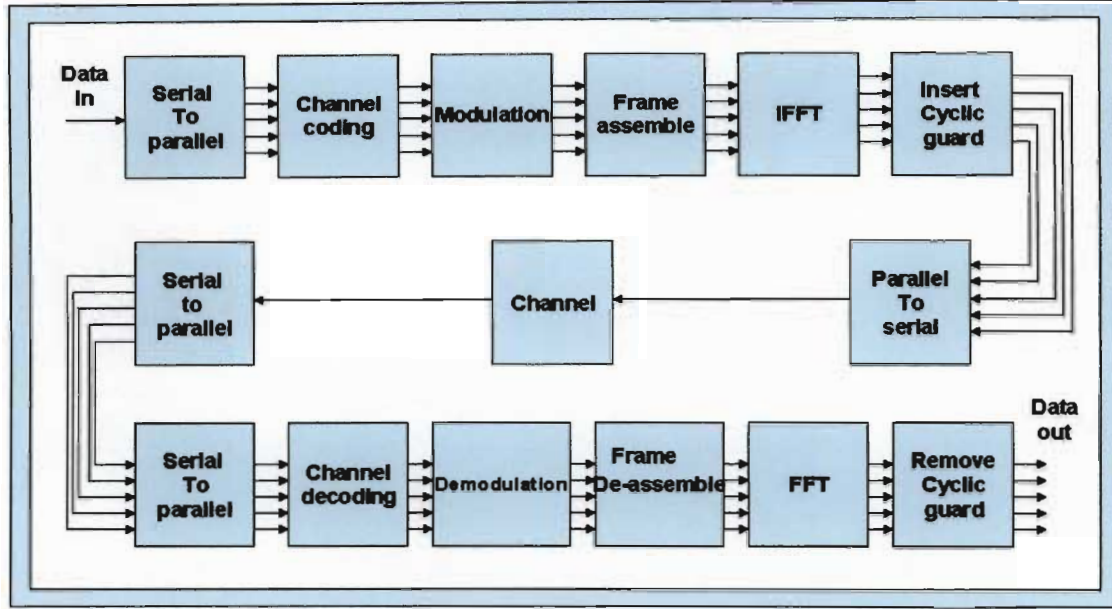 Data
In
Serial
To
parallel
Channel
coding
Modulation
Frame
assemble
IFFT
Insert
Cyclic
guard
Serial
to
parallel
Channel
Parallel
To
serial
Data
out
Serial
To
parallel
Channel
decoding
Demodulation
Frame
De-assemble
FFT
Remove
Cyclic
guard